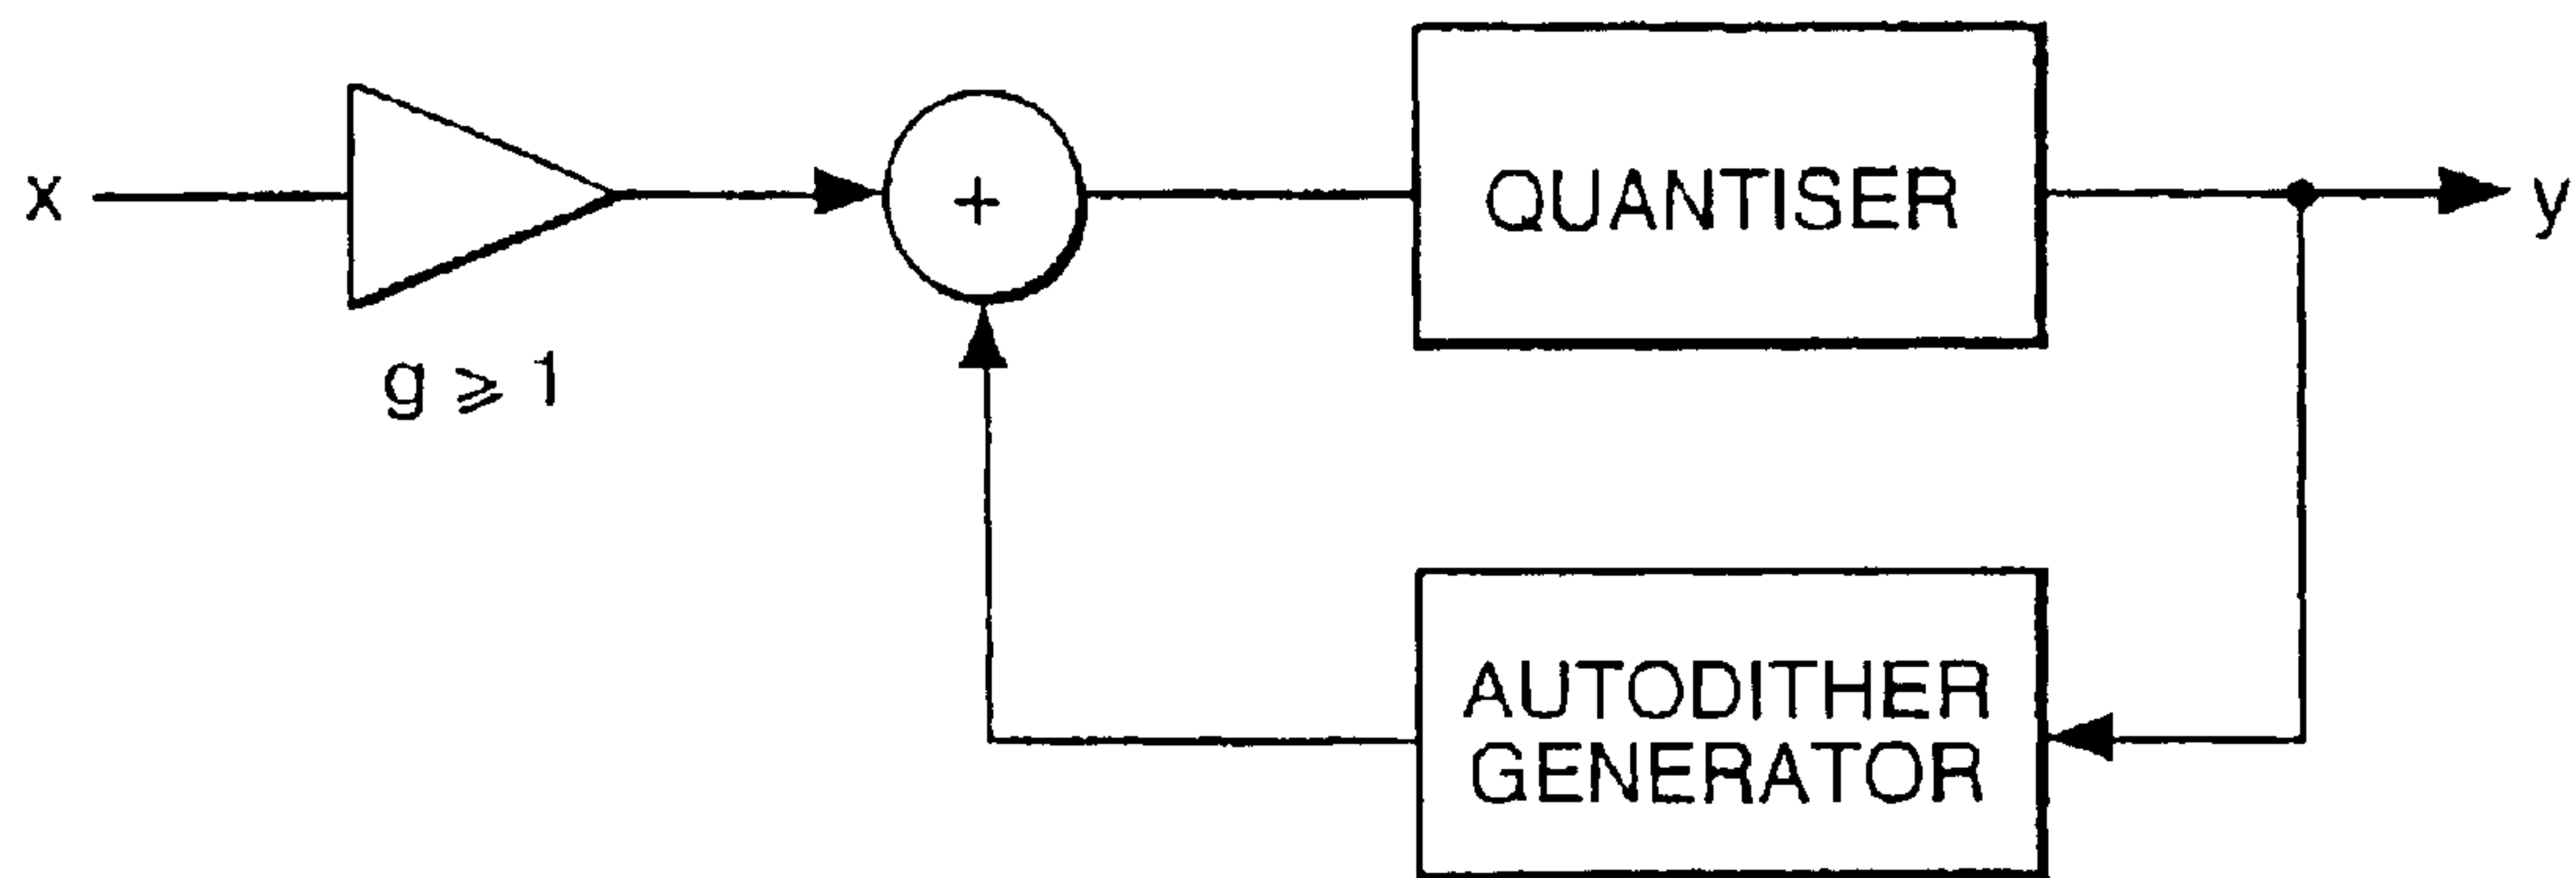 x
g ⩾ 1
+
QUANTISER
y
AUTODITHER
GENERATOR